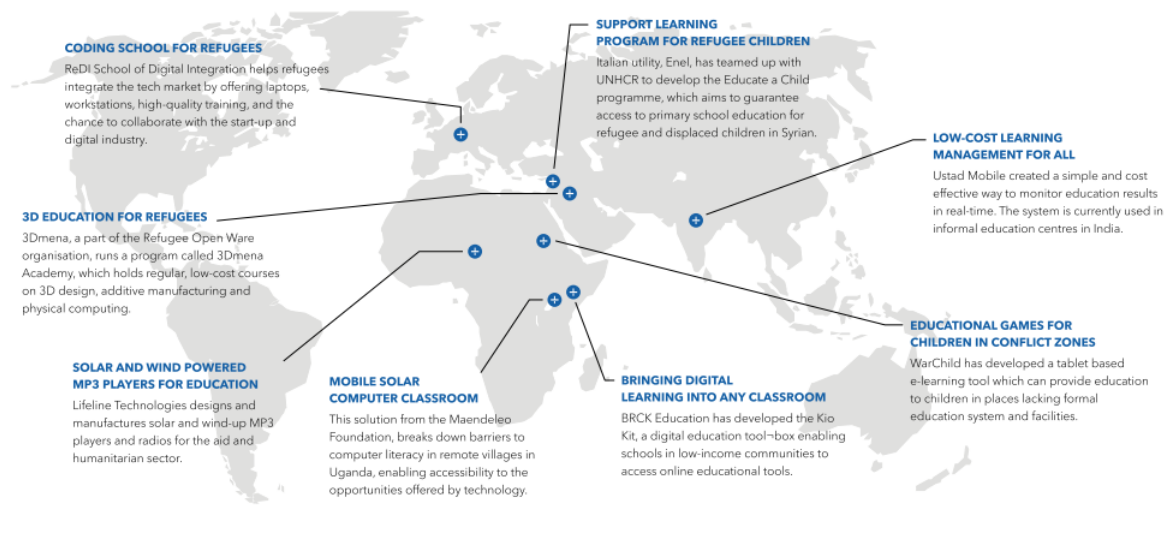 CODING SCHOOL FOR REFUGEES
ReDI School of Digital Integration helps refugees
integrate the tech market by offering laptops,
workstations, high-quality training, and the
chance to collaborate with the start-up and
digital industry.
SUPPORT LEARNING
PROGRAM FOR REFUGEE CHILDREN
Italian utility, Enel, has teamed up with
UNHCR to develop the Educate a Child
programme, which aims to guarantee
access to primary school education for
refugee and displaced children in Syrian.
LOW-COST LEARNING
MANAGEMENT FOR ALL
Ustad Mobile created a simple and cost
effective way to monitor education results
in real-time. The system is currently used in
informal education centres in India.
3D EDUCATION FOR REFUGEES
3Dmena, a part of the Refugee Open Ware
organisation, runs a program called 3Dmena
Academy, which holds regular, low-cost courses
on 3D design, additive manufacturing and
physical computing.
SOLAR AND WIND POWERED
MP3 PLAYERS FOR EDUCATION
Lifeline Technologies designs and
manufactures solar and wind-up MP3
players and radios for the aid and
humanitarian sector.
MOBILE SOLAR
COMPUTER CLASSROOM
This solution from the Maendeleo
Foundation, breaks down barriers to
computer literacy in remote villages in
Uganda, enabling accessibility to the
opportunities offered by technology.
BRINGING DIGITAL
LEARNING INTO ANY CLASSROOM
BRCK Education has developed the Kio
Kit, a digital education tool¬box enabling
schools in low-income communities to
access online educational tools.
EDUCATIONAL GAMES FOR
CHILDREN IN CONFLICT ZONES
WarChild has developed a tablet based
e-learning tool which can provide education
to children in places lacking formal
education system and facilities.